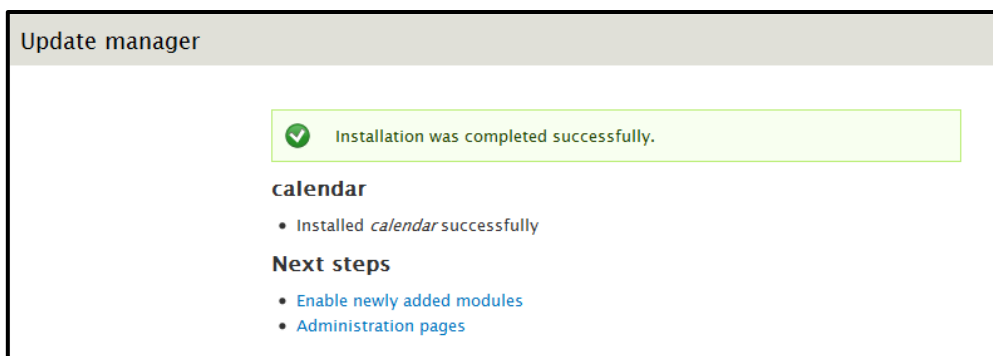 Update manager
Installation was completed successfully.
calendar
• Installed calendar successfully
Next steps
• Enable newly added modules
• Administration pages